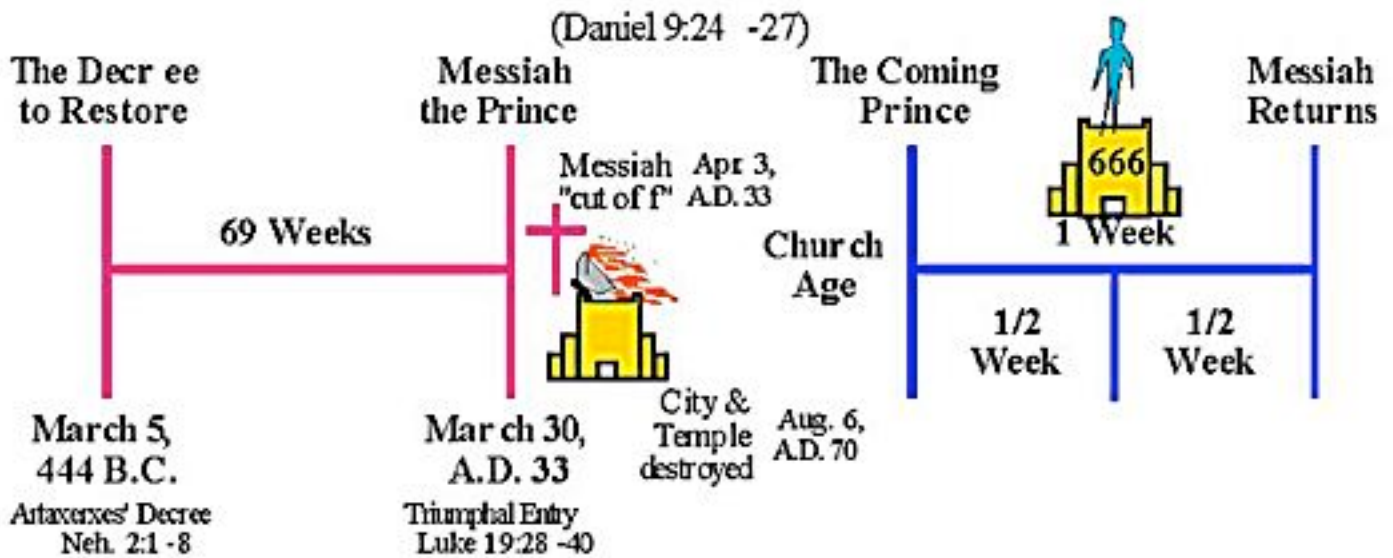 (Daniel 9:24 -27)
The Decr ee
to Restore
Messiah
the Prince
The Coming
Prince
Messiah
Returns
666
Messiah
"cut of f"
Apr. 3,
A.D. 33
69 Weeks
Church
Age
1 Week
1/2
Week
1/2
Week
City &
Temple
destroyed
Aug. 6,
A.D. 70
March 5,
444 B.C.
Artaxerxes' Decree
Neh. 2:1 -8
Mar ch 30,
A.D. 33
Triumphal Entry
Luke 19:28 -40